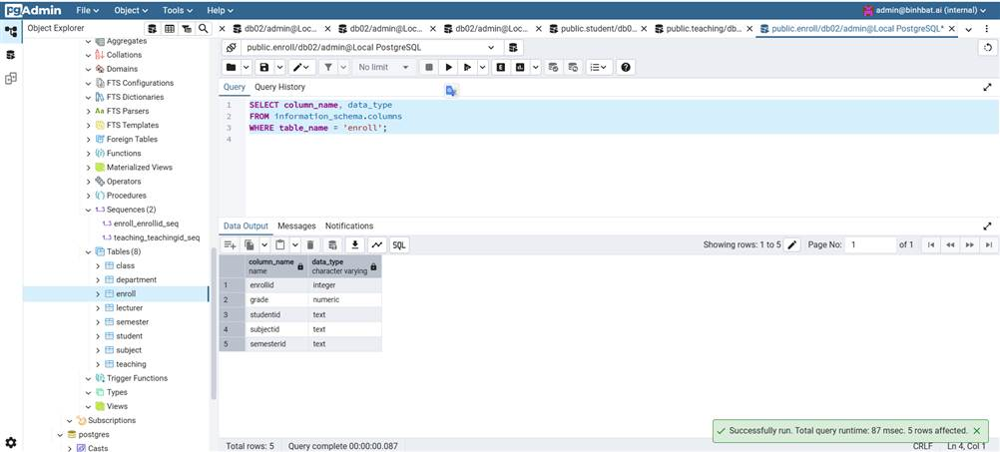 pgAdmin File Object Tools Help admin@binhbat.ai (internal)
Object Explorer
db02/admin@Loc... db02/admin@Loc... db02/admin@Loc... public.student/db0... public.teaching/db... public.enroll/db02/admin@Local PostgreSQL*
public.enroll/db02/admin@Local PostgreSQL
No limit
Query Query History
1 SELECT column_name, data_type
2 FROM information_schema.columns
3 WHERE table_name = 'enroll';
4
Aggregates
Collations
Domains
FTS Configurations
FTS Dictionaries
FTS Parsers
FTS Templates
Foreign Tables
Functions
Materialized Views
Operators
Procedures
Sequences (2)
enroll_enrollid_seq
teaching_teachingid_seq
Tables (8)
class
department
enroll
lecturer
semester
student
subject
teaching
Trigger Functions
Types
Views
Subscriptions
postgres
Casts
Data Output Messages Notifications
SQL Showing rows: 1 to 5 Page No: 1 of 1
column_name data_type
name character varying
1 enrollid integer
2 grade numeric
3 studentid text
4 subjectid text
5 semesterid text
Successfully run. Total query runtime: 87 msec. 5 rows affected.
Total rows: 5 Query complete 00:00:00.087 CRLF Ln 4, Col 1